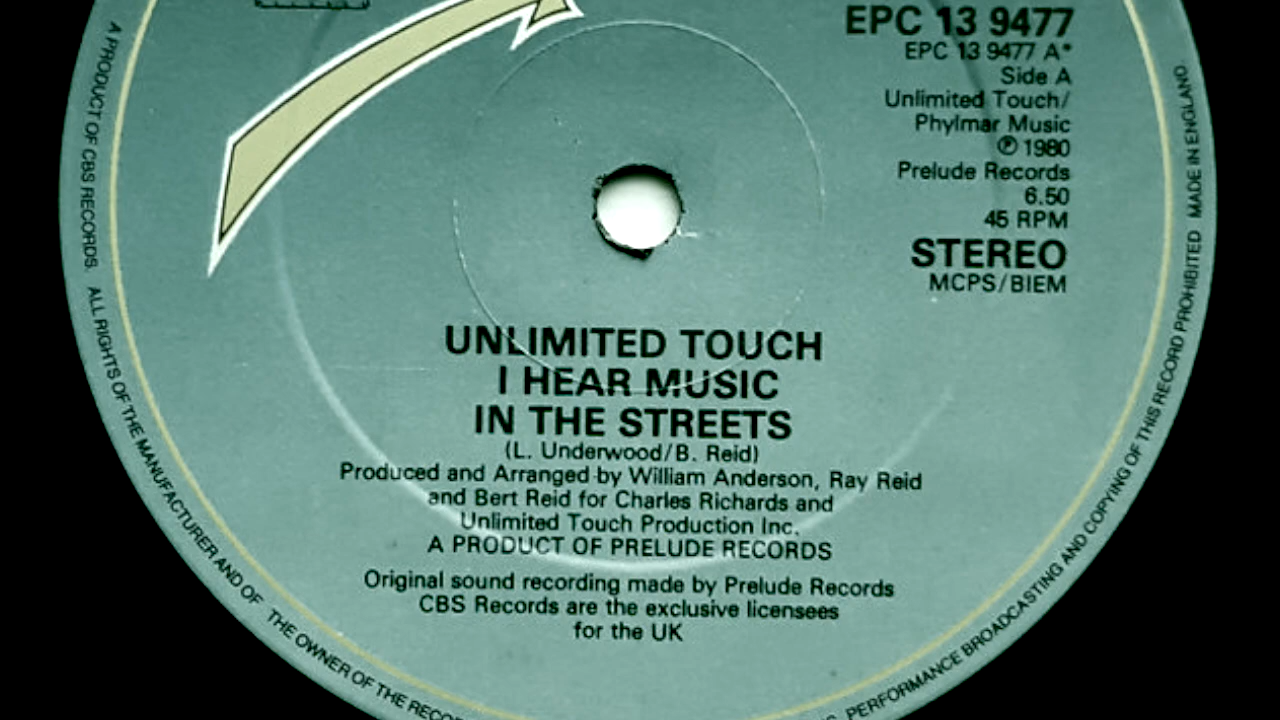 EPC 13 9477
EPC 13 9477 A*
Side A
Unlimited Touch/
Phylmar Music
℗ 1980
Prelude Records
6.50
45 RPM
STEREO
MCPS/BIEM
UNLIMITED TOUCH
I HEAR MUSIC
IN THE STREETS
(L. Underwood/B. Reid)
Produced and Arranged by William Anderson, Ray Reid
and Bert Reid for Charles Richards and
Unlimited Touch Production Inc.
A PRODUCT OF PRELUDE RECORDS
Original sound recording made by Prelude Records
CBS Records are the exclusive licensees
for the UK
A PRODUCT OF CBS RECORDS. ALL RIGHTS OF THE MANUFACTURER AND OF THE OWNER OF THE
PERFORMANCE BROADCASTING AND COPYING OF THIS RECORD PROHIBITED MADE IN ENGLAND.